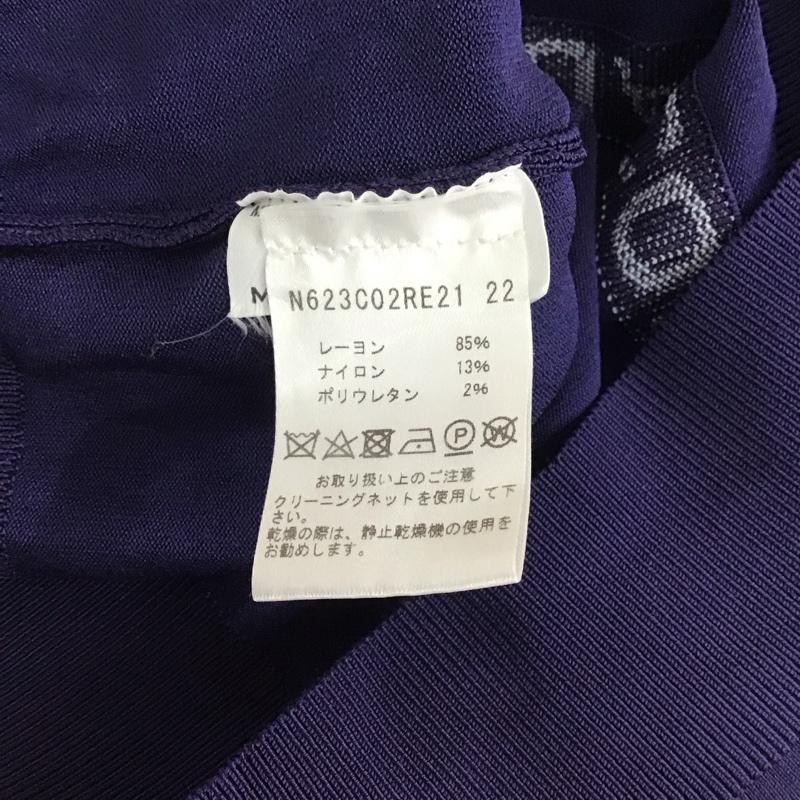 M
N623C02RE21 22
レーヨン 85%
ナイロン 13%
ポリウレタン 2%
P W
お取り扱い上のご注意
クリーニングネットを使用して下
さい。
乾燥の際は、静止乾燥機の使用を
お勧めします。